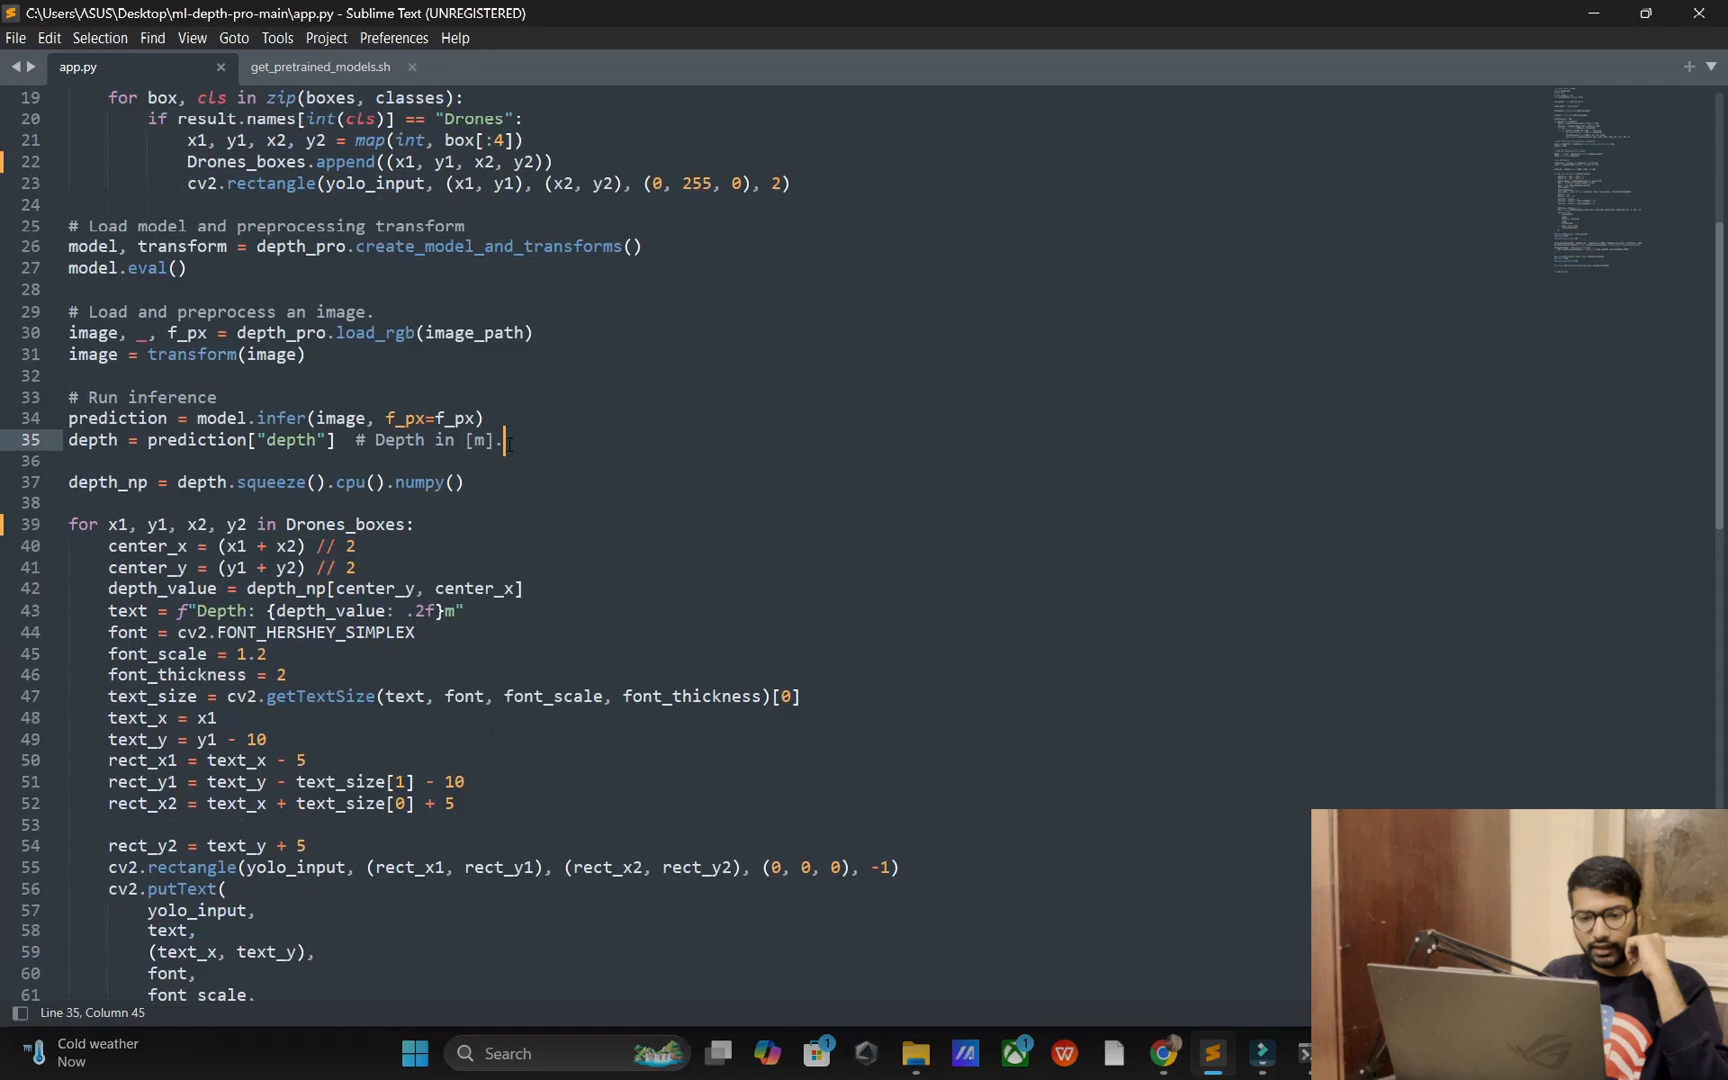 C:\Users\ASUS\Desktop\ml-depth-pro-main\app.py - Sublime Text (UNREGISTERED)
File Edit Selection Find View Goto Tools Project Preferences Help
app.py get_pretrained_models.sh
19 for box, cls in zip(boxes, classes):
20 if result.names[int(cls)] == "Drones":
21 x1, y1, x2, y2 = map(int, box[:4])
22 Drones_boxes.append((x1, y1, x2, y2))
23 cv2.rectangle(yolo_input, (x1, y1), (x2, y2), (0, 255, 0), 2)
24
25 # Load model and preprocessing transform
26 model, transform = depth_pro.create_model_and_transforms()
27 model.eval()
28
29 # Load and preprocess an image.
30 image, _, f_px = depth_pro.load_rgb(image_path)
31 image = transform(image)
32
33 # Run inference
34 prediction = model.infer(image, f_px=f_px)
35 depth = prediction["depth"]  # Depth in [m].
36
37 depth_np = depth.squeeze().cpu().numpy()
38
39 for x1, y1, x2, y2 in Drones_boxes:
40 center_x = (x1 + x2) // 2
41 center_y = (y1 + y2) // 2
42 depth_value = depth_np[center_y, center_x]
43 text = f"Depth: {depth_value: .2f}m"
44 font = cv2.FONT_HERSHEY_SIMPLEX
45 font_scale = 1.2
46 font_thickness = 2
47 text_size = cv2.getTextSize(text, font, font_scale, font_thickness)[0]
48 text_x = x1
49 text_y = y1 - 10
50 rect_x1 = text_x - 5
51 rect_y1 = text_y - text_size[1] - 10
52 rect_x2 = text_x + text_size[0] + 5
53
54 rect_y2 = text_y + 5
55 cv2.rectangle(yolo_input, (rect_x1, rect_y1), (rect_x2, rect_y2), (0, 0, 0), -1)
56 cv2.putText(
57 yolo_input,
58 text,
59 (text_x, text_y),
60 font,
61 font_scale,
Line 35, Column 45
Cold weather
Now
Search
1
1